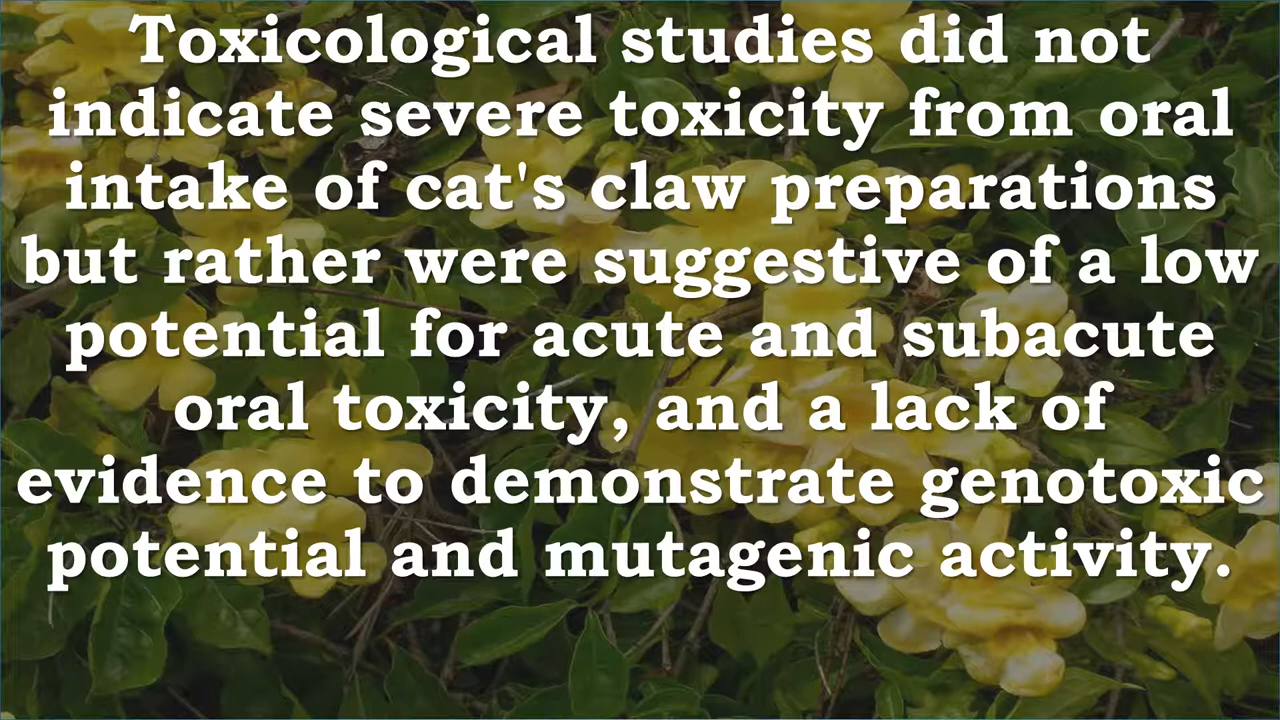 Toxicological studies did not
indicate severe toxicity from oral
intake of cat's claw preparations
but rather were suggestive of a low
potential for acute and subacute
oral toxicity, and a lack of
evidence to demonstrate genotoxic
potential and mutagenic activity.